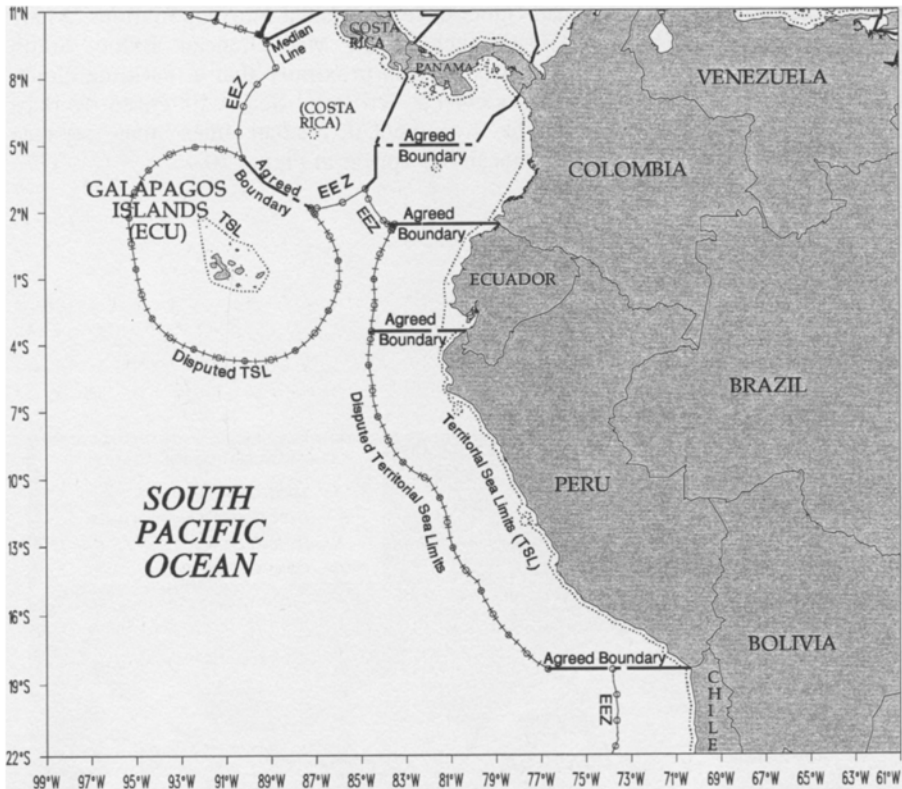 11°N
8°N
5°N
2°N
1°S
4°S
7°S
10°S
13°S
16°S
19°S
22°S
Median
Line
COSTA
RICA
PANAMA
VENEZUELA
EEZ
(COSTA
RICA)
Agreed
Boundary
COLOMBIA
GALAPAGOS
ISLANDS
(ECU)
Agreed
Boundary
EEZ
EEZ
TSL
Agreed
Boundary
ECUADOR
Agreed
Boundary
Disputed TSL
BRAZIL
Disputed Territorial Sea Limits
Territorial Sea Limits (TSL)
PERU
SOUTH
PACIFIC
OCEAN
BOLIVIA
Agreed Boundary
EEZ
CHILE
99°W 96°W 93°W 91°W 89°W 87°W 85°W 83°W 81°W 79°W 77°W 75°W 73°W 71°W 69°W 67°W 65°W 63°W 61°W